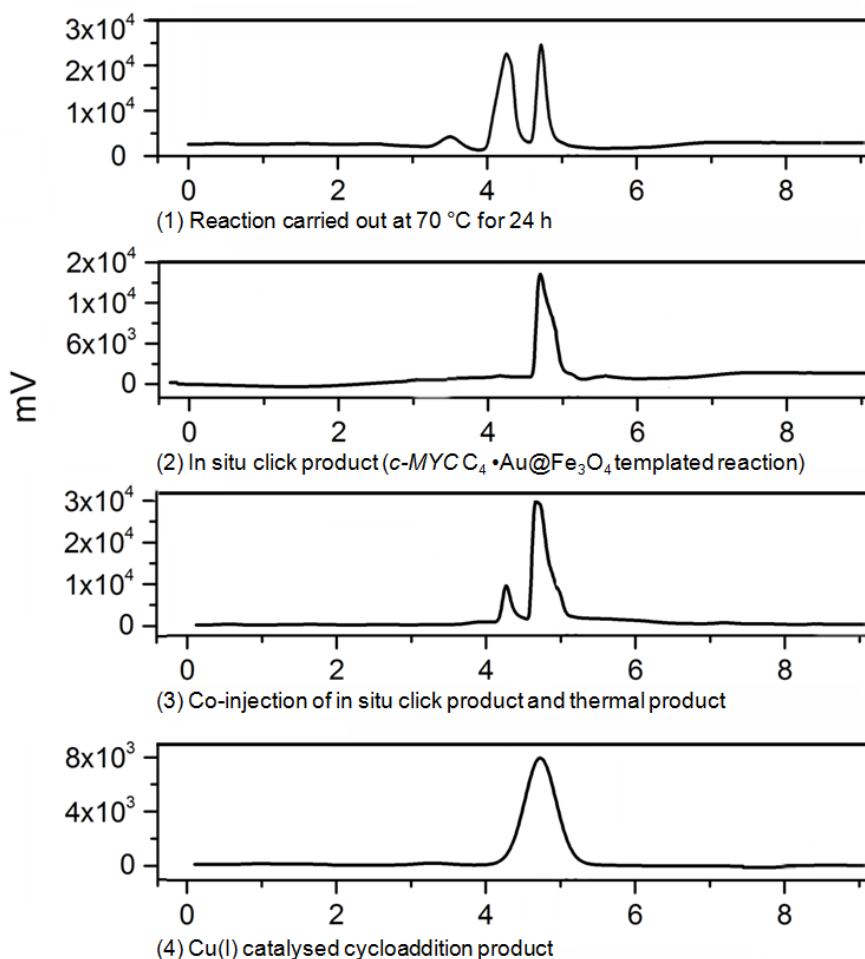 3x10⁴
2x10⁴
1x10⁴
0
0 2 4 6 8
(1) Reaction carried out at 70 °C for 24 h
2x10⁴
1x10⁴
6x10³
0
0 2 4 6 8
(2) In situ click product (c-MYC C₄ •Au@Fe₃O₄ templated reaction)
mV
3x10⁴
2x10⁴
1x10⁴
0
0 2 4 6 8
(3) Co-injection of in situ click product and thermal product
8x10³
4x10³
0
0 2 4 6 8
(4) Cu(I) catalysed cycloaddition product